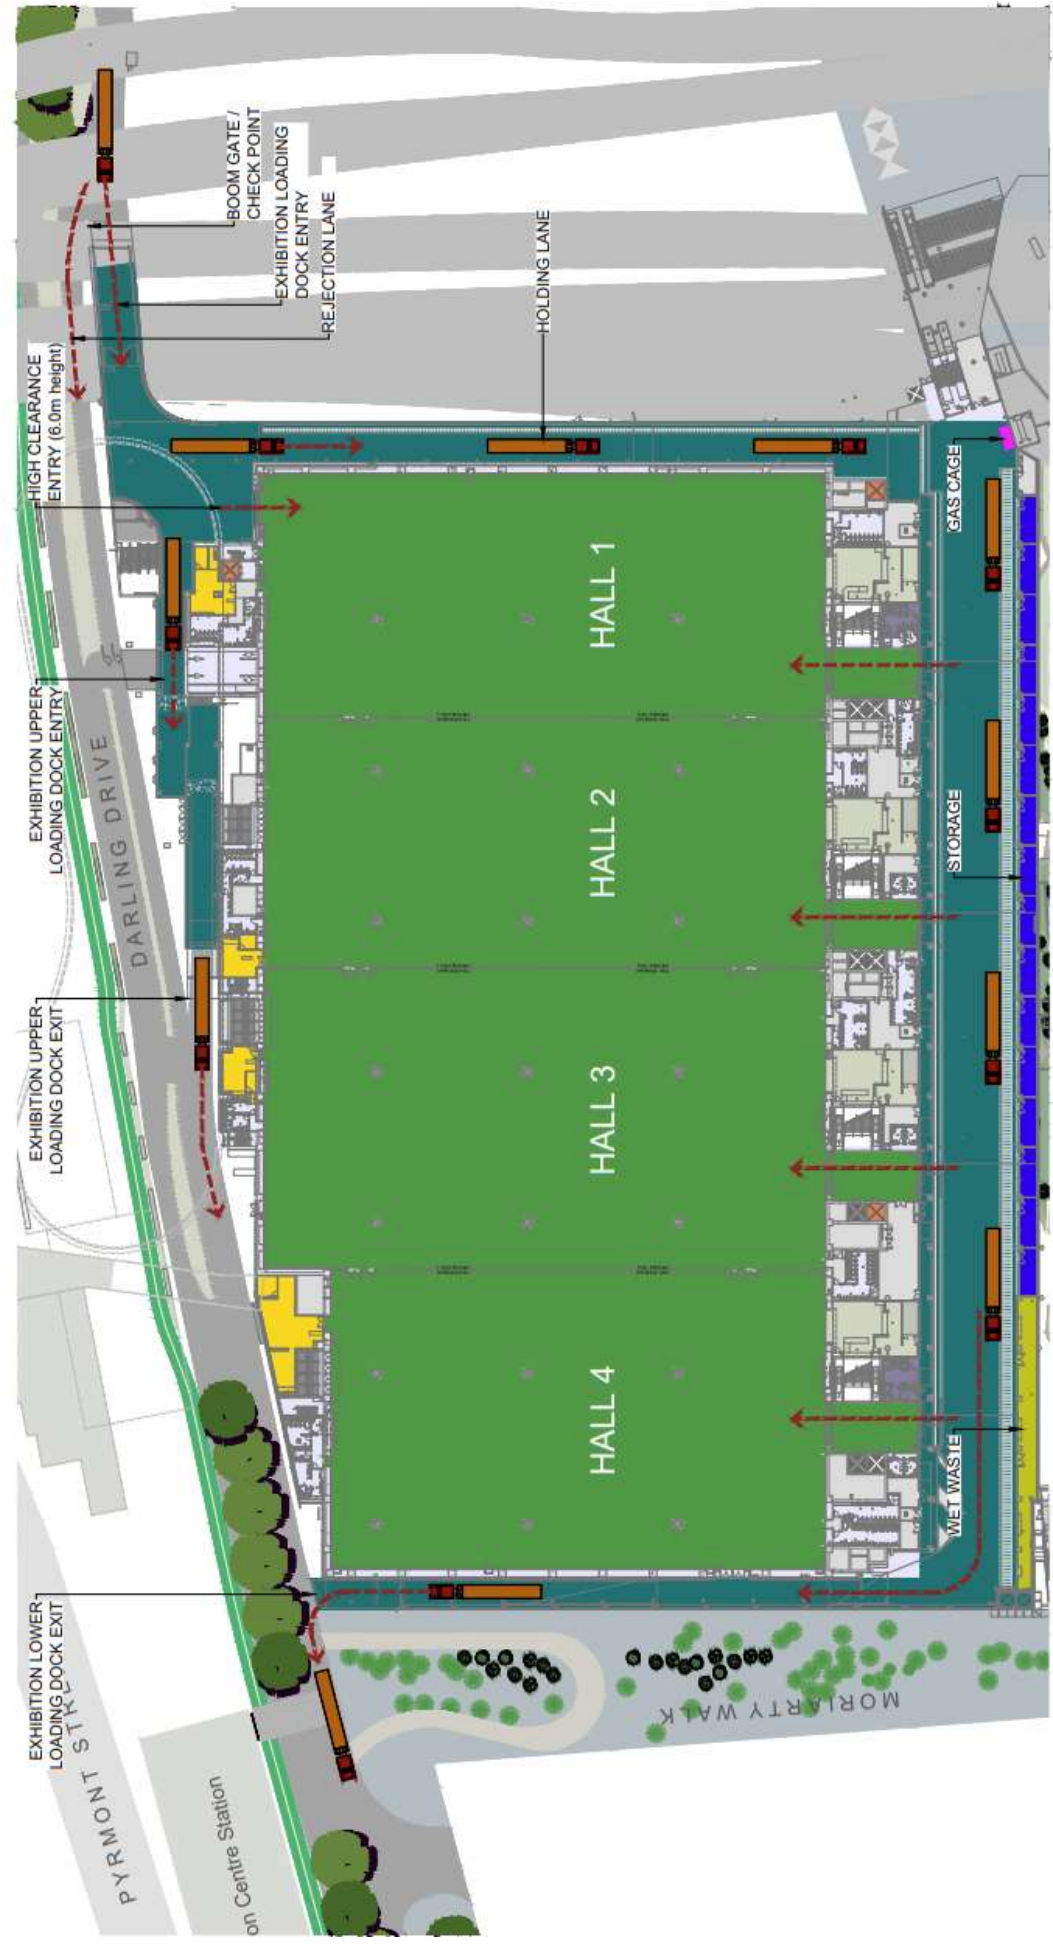 BOOM GATE /
CHECK POINT
EXHIBITION LOADING
DOCK ENTRY
REJECTION LANE
HOLDING LANE
HIGH CLEARANCE
ENTRY (6.0m height)
EXHIBITION UPPER
LOADING DOCK ENTRY
DARLING DRIVE
EXHIBITION UPPER
LOADING DOCK EXIT
EXHIBITION LOWER
LOADING DOCK EXIT
HALL 1
HALL 2
HALL 3
HALL 4
GAS CAGE
STORAGE
WET WASTE
MORIARTY WALK
PYRMONT
on Centre Station